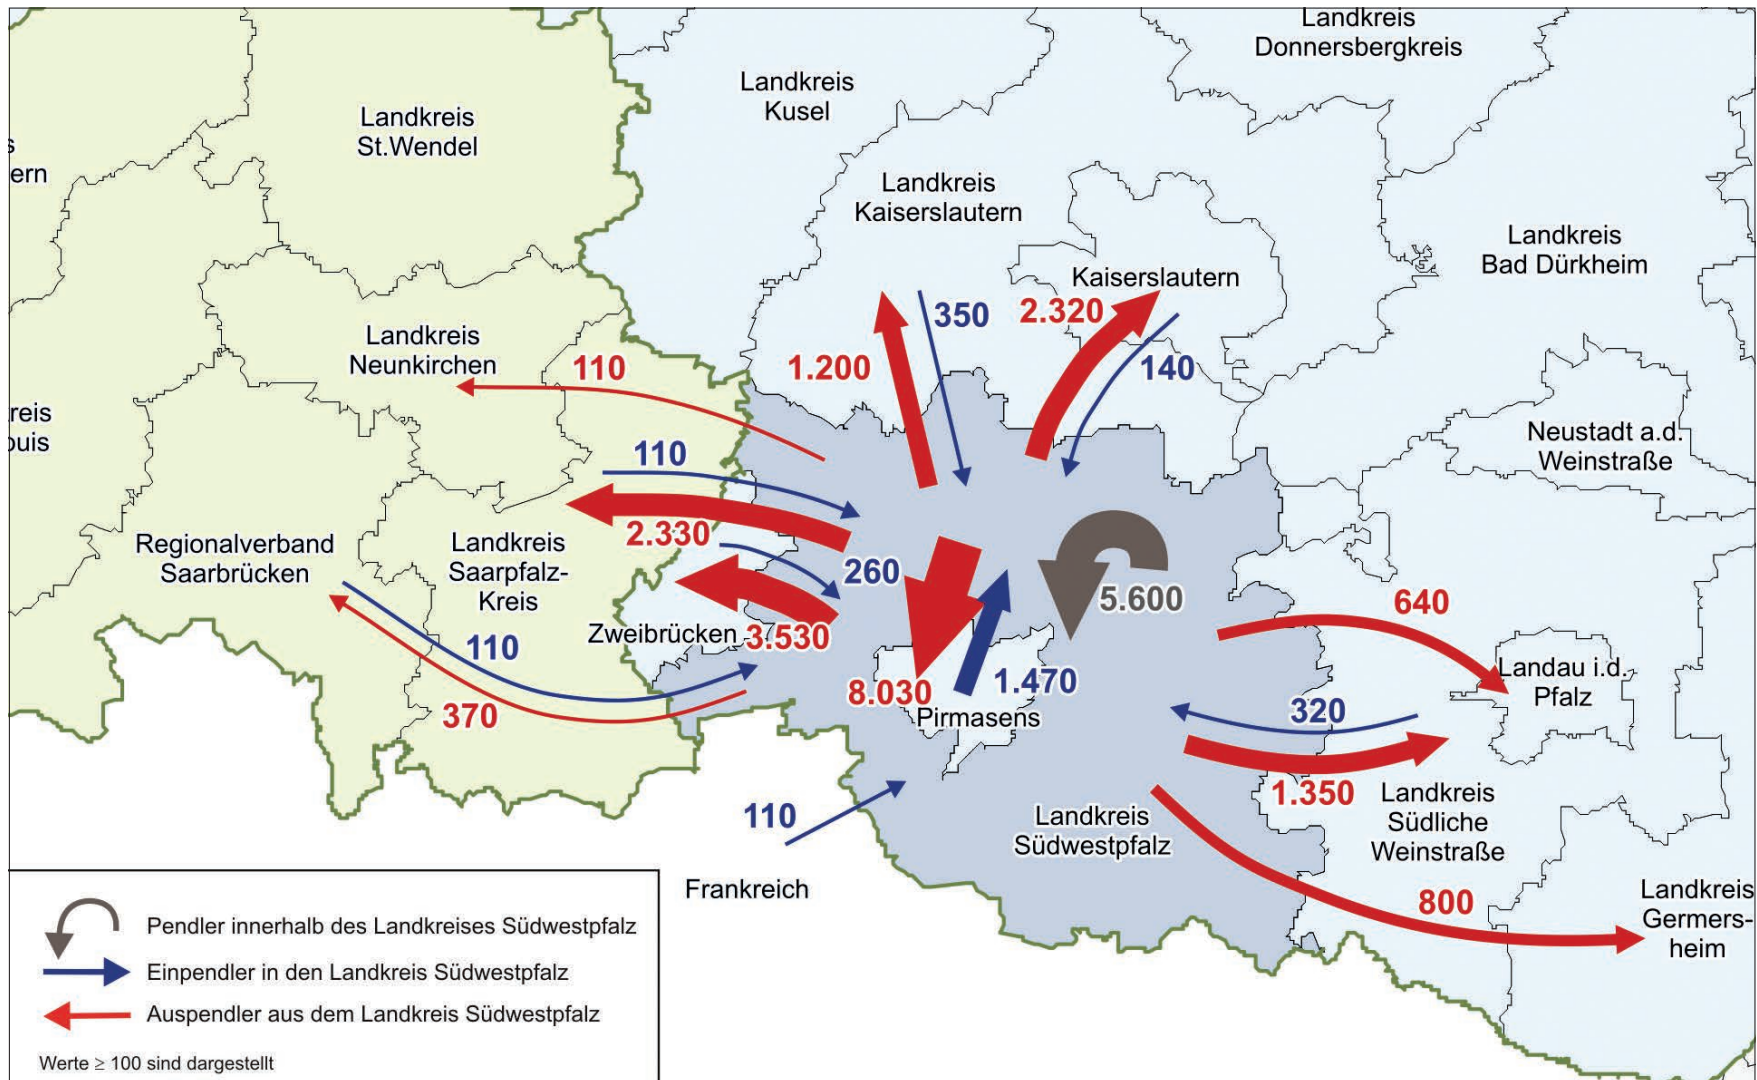 Landkreis
Donnersbergkreis
Landkreis
Kusel
Landkreis
St.Wendel
s
ern
Landkreis
Kaiserslautern
Landkreis
Bad Dürkheim
Kaiserslautern
350
2.320
Landkreis
Neunkirchen
110
1.200
140
reis
ouis
110
Neustadt a.d.
Weinstraße
2.330
Regionalverband
Saarbrücken
Landkreis
Saarpfalz-
Kreis
260
5.600
640
Zweibrücken
3.530
110
8.030
1.470
Landau i.d.
Pfalz
370
Pirmasens
320
110
1.350
Landkreis
Südliche
Weinstraße
Landkreis
Südwestpfalz
Frankreich
800
Landkreis
Germers-
heim
Pendler innerhalb des Landkreises Südwestpfalz
Einpendler in den Landkreis Südwestpfalz
Auspendler aus dem Landkreis Südwestpfalz
Werte ≥ 100 sind dargestellt